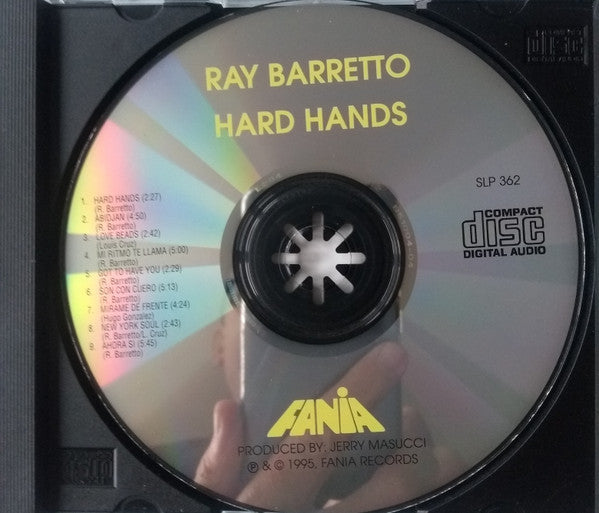 RAY BARRETTO
HARD HANDS
SLP 362
COMPACT
disc
DIGITAL AUDIO
1. HARD HANDS (2:27)
(R. Barretto)
2. ABIDJAN (4:50)
(R. Barretto)
3. LOVE BEADS (2:42)
(Louis Cruz)
4. MI RITMO TE LLAMA (5:00)
(R. Barretto)
5. GOT TO HAVE YOU (2:29)
(R. Barretto)
6. SON CON CUERO (5:13)
(R. Barretto)
7. MIRAME DE FRENTE (4:24)
(Hugo Gonzalez)
8. NEW YORK SOUL (2:43)
(R. Barretto/L. Cruz)
9. AHORA SI (5:45)
(R. Barretto)
FANIA
PRODUCED BY: JERRY MASUCCI
℗ & © 1995, FANIA RECORDS